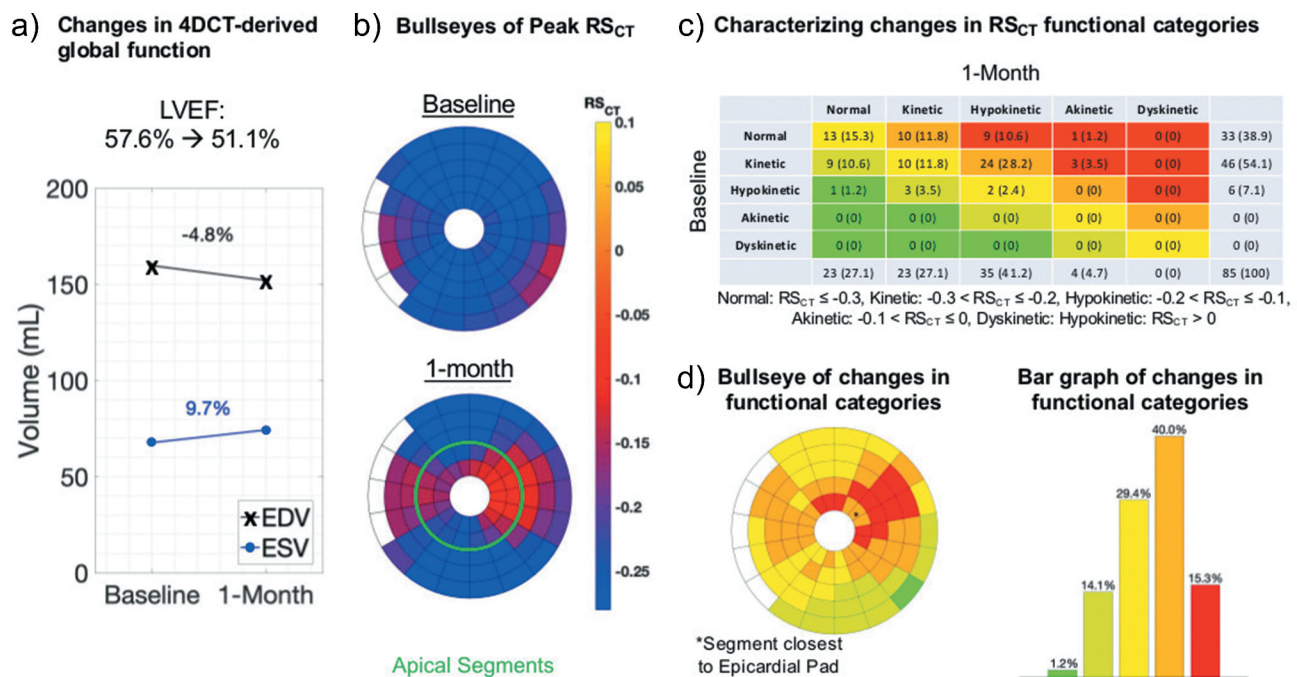 a) Changes in 4DCT-derived
global function
LVEF:
57.6% → 51.1%
Volume (mL)
200
150
100
50
0
-4.8%
9.7%
EDV
ESV
Baseline 1-Month
b) Bullseyes of Peak RSCT
Baseline
1-month
Apical Segments
RSCT
0.1
0.05
0
-0.05
-0.1
-0.15
-0.2
-0.25
c) Characterizing changes in RSCT functional categories
1-Month
Baseline
Normal Kinetic Hypokinetic Akinetic Dyskinetic
Normal 13 (15.3) 10 (11.8) 9 (10.6) 1 (1.2) 0 (0) 33 (38.9)
Kinetic 9 (10.6) 10 (11.8) 24 (28.2) 3 (3.5) 0 (0) 46 (54.1)
Hypokinetic 1 (1.2) 3 (3.5) 2 (2.4) 0 (0) 0 (0) 6 (7.1)
Akinetic 0 (0) 0 (0) 0 (0) 0 (0) 0 (0) 0 (0)
Dyskinetic 0 (0) 0 (0) 0 (0) 0 (0) 0 (0) 0 (0)
23 (27.1) 23 (27.1) 35 (41.2) 4 (4.7) 0 (0) 85 (100)
Normal: RSCT ≤ -0.3, Kinetic: -0.3 < RSCT ≤ -0.2, Hypokinetic: -0.2 < RSCT ≤ -0.1,
Akinetic: -0.1 < RSCT ≤ 0, Dyskinetic: Hypokinetic: RSCT > 0
d) Bullseye of changes in
functional categories
*
*Segment closest
to Epicardial Pad
Bar graph of changes in
functional categories
1.2%
14.1%
29.4%
40.0%
15.3%